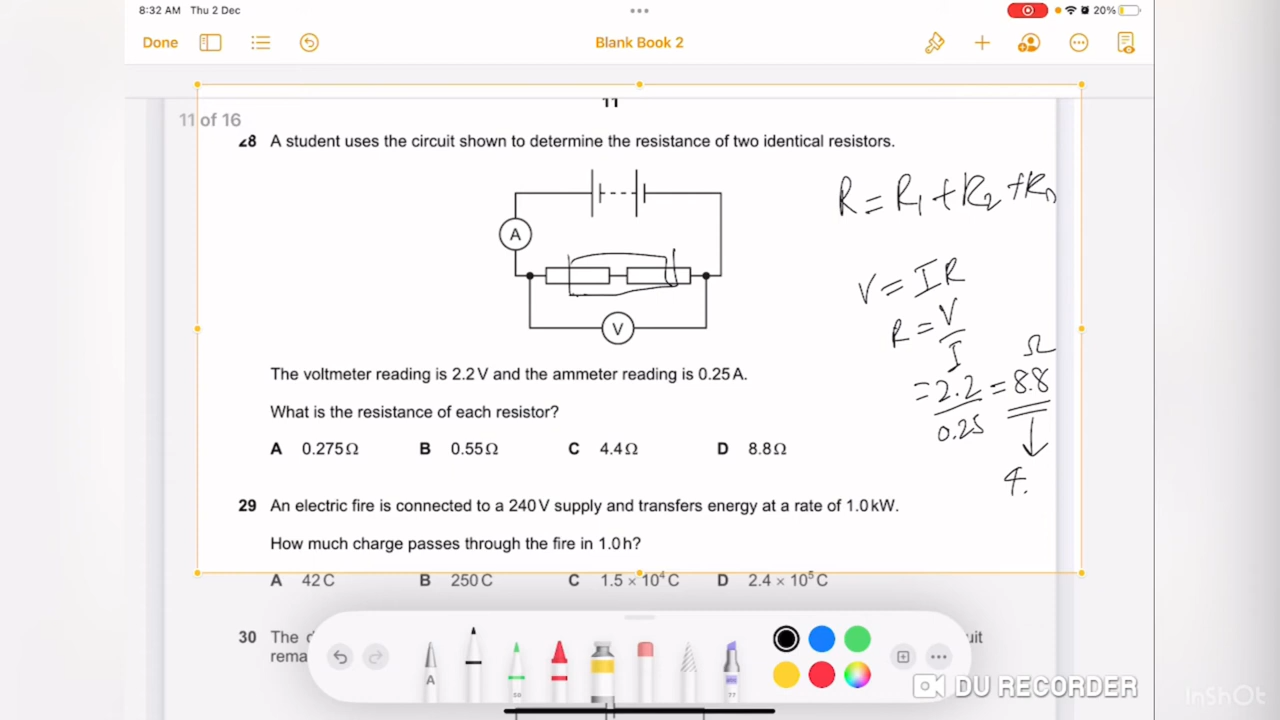 8:32 AM Thu 2 Dec
20%
Done
Blank Book 2
11
11 of 16
28 A student uses the circuit shown to determine the resistance of two identical resistors.
A
V
R = R1 + R2 + R
V = IR
R = V
I
Ω
= 2.2 = 8.8
0.25
4.
The voltmeter reading is 2.2 V and the ammeter reading is 0.25 A.
What is the resistance of each resistor?
A 0.275 Ω B 0.55 Ω C 4.4 Ω D 8.8 Ω
29 An electric fire is connected to a 240 V supply and transfers energy at a rate of 1.0 kW.
How much charge passes through the fire in 1.0 h?
A 42 C B 250 C C 1.5 × 10⁴ C D 2.4 × 10⁵ C
30 The
uit
rema
A
50
77
DU RECORDER
InShOt